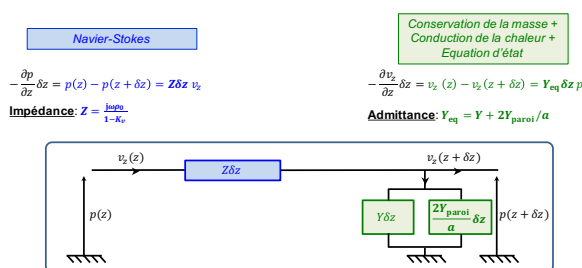 Navier-Stokes
Conservation de la masse +
Conduction de la chaleur +
Equation d'état
−∂p/∂z δz = p(z) − p(z + δz) = Zδz v_z
−∂v_z/∂z δz = v_z (z) − v_z(z + δz) = Y_eq δz p
Impédance: Z = jωρ₀/(1−K_v)
Admittance: Y_eq = Y + 2Y_paroi/a
v_z(z)
Zδz
v_z(z + δz)
p(z)
Yδz
2Y_paroi/a δz
p(z + δz)